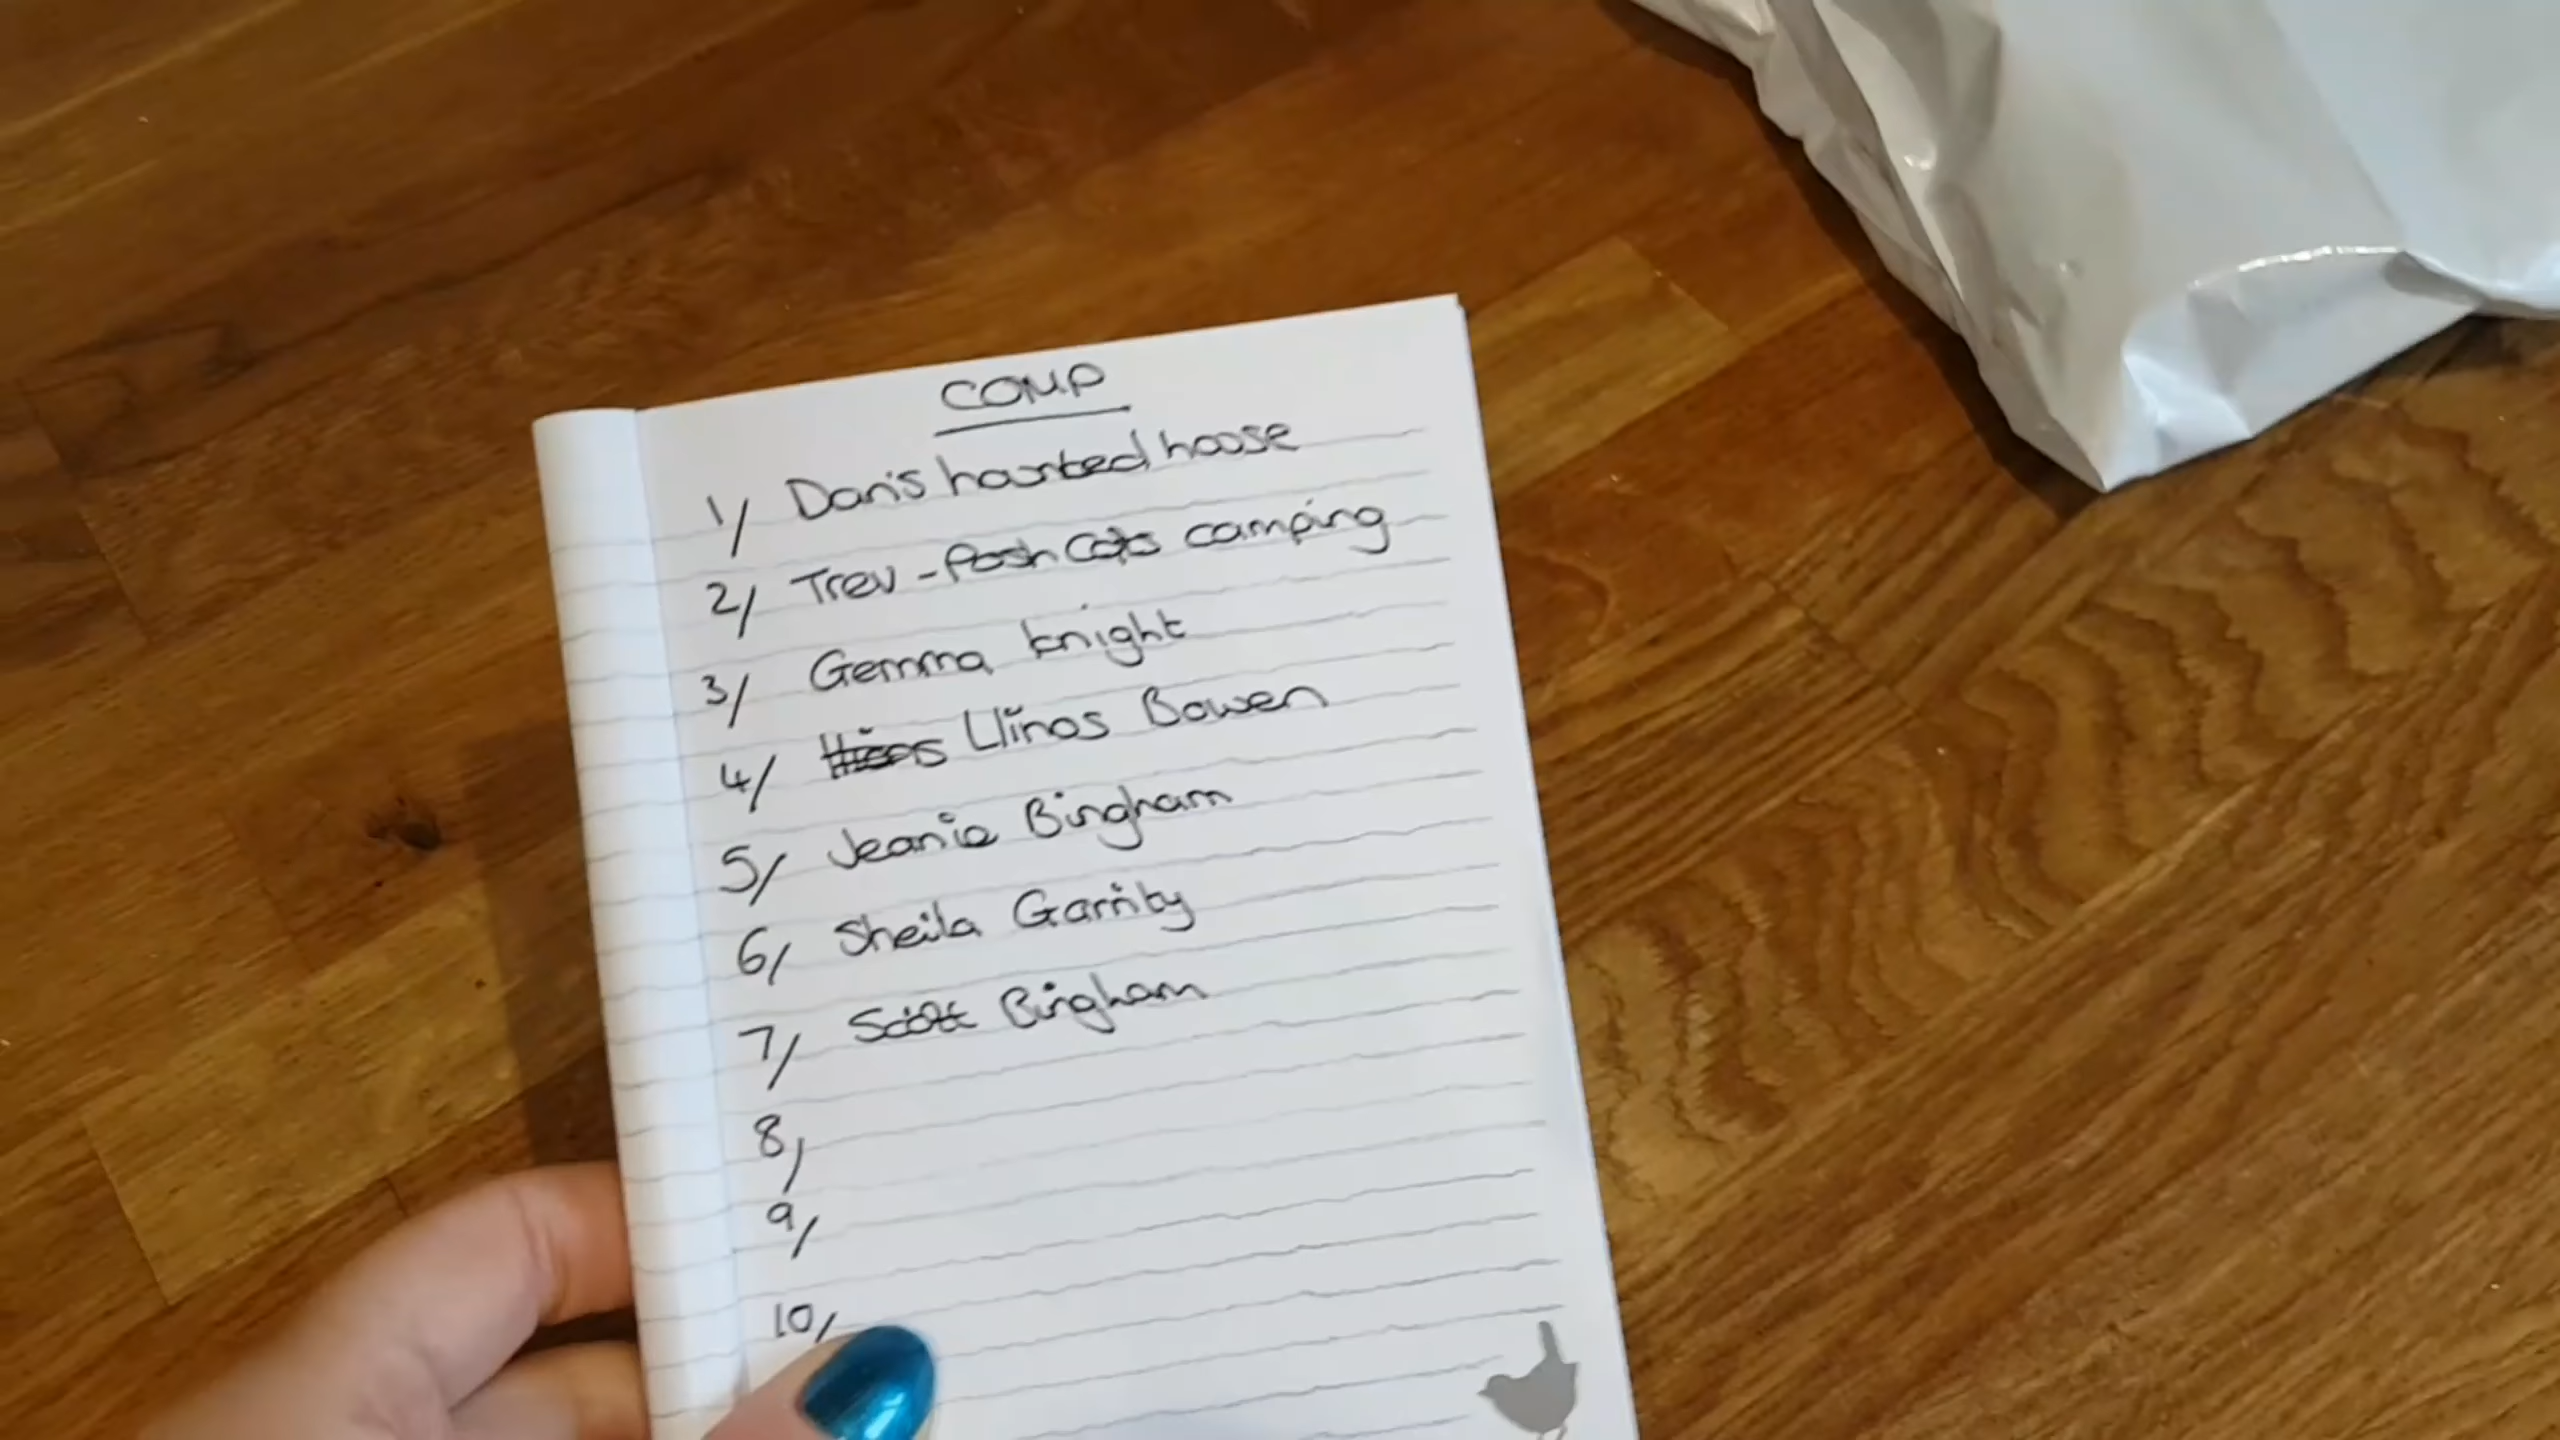 COMP
1/ Dan's haunted house
2/ Trev - Posh Cats camping
3/ Gemma knight
4/ Llinos Bowen
5/ Jeanie Bingham
6/ Sheila Garrity
7/ Scott Bingham
8/
9/
10/